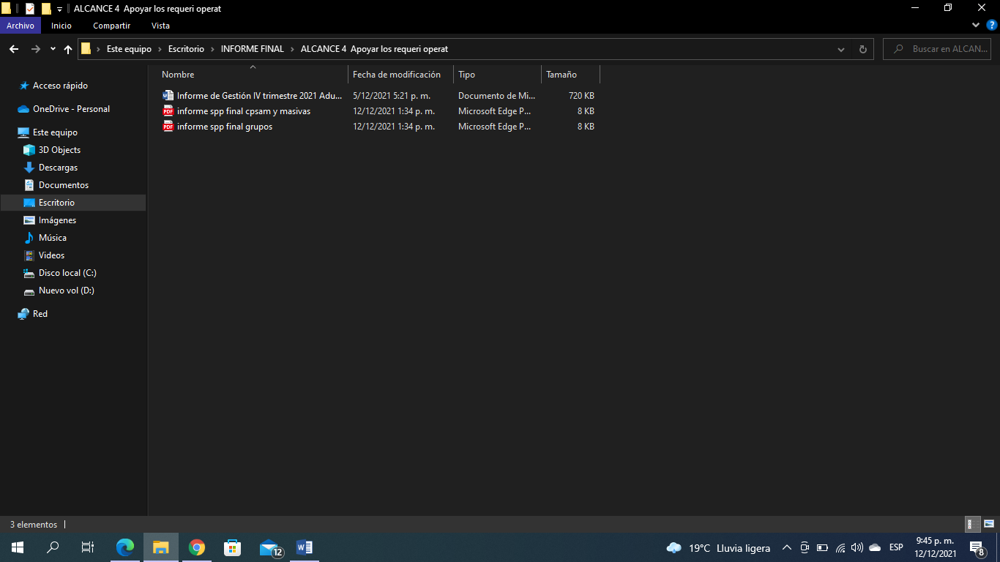 ALCANCE 4  Apoyar los requeri operat
Archivo Inicio Compartir Vista
Este equipo Escritorio INFORME FINAL ALCANCE 4  Apoyar los requeri operat Buscar en ALCAN...
Nombre Fecha de modificación Tipo Tamaño
Informe de Gestión IV trimestre 2021 Adu... 5/12/2021 5:21 p. m. Documento de Mi... 720 KB
informe spp final cpsam y masivas 12/12/2021 1:34 p. m. Microsoft Edge P... 8 KB
informe spp final grupos 12/12/2021 1:34 p. m. Microsoft Edge P... 8 KB
Acceso rápido
OneDrive - Personal
Este equipo
3D Objects
Descargas
Documentos
Escritorio
Imágenes
Música
Videos
Disco local (C:)
Nuevo vol (D:)
Red
3 elementos
12
19°C Lluvia ligera
ESP
9:45 p. m.
12/12/2021
8